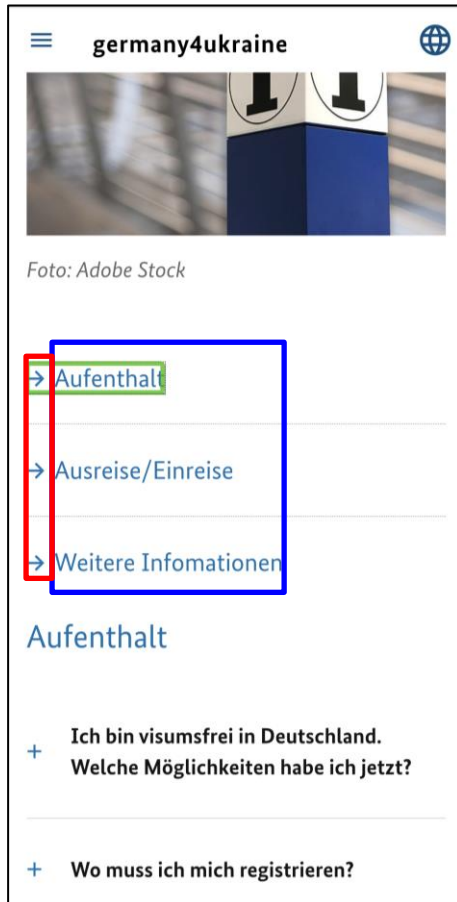 germany4ukraine
i i
Foto: Adobe Stock
→ Aufenthalt
→ Ausreise/Einreise
→ Weitere Infomationen
Aufenthalt
+ Ich bin visumsfrei in Deutschland.
Welche Möglichkeiten habe ich jetzt?
+ Wo muss ich mich registrieren?